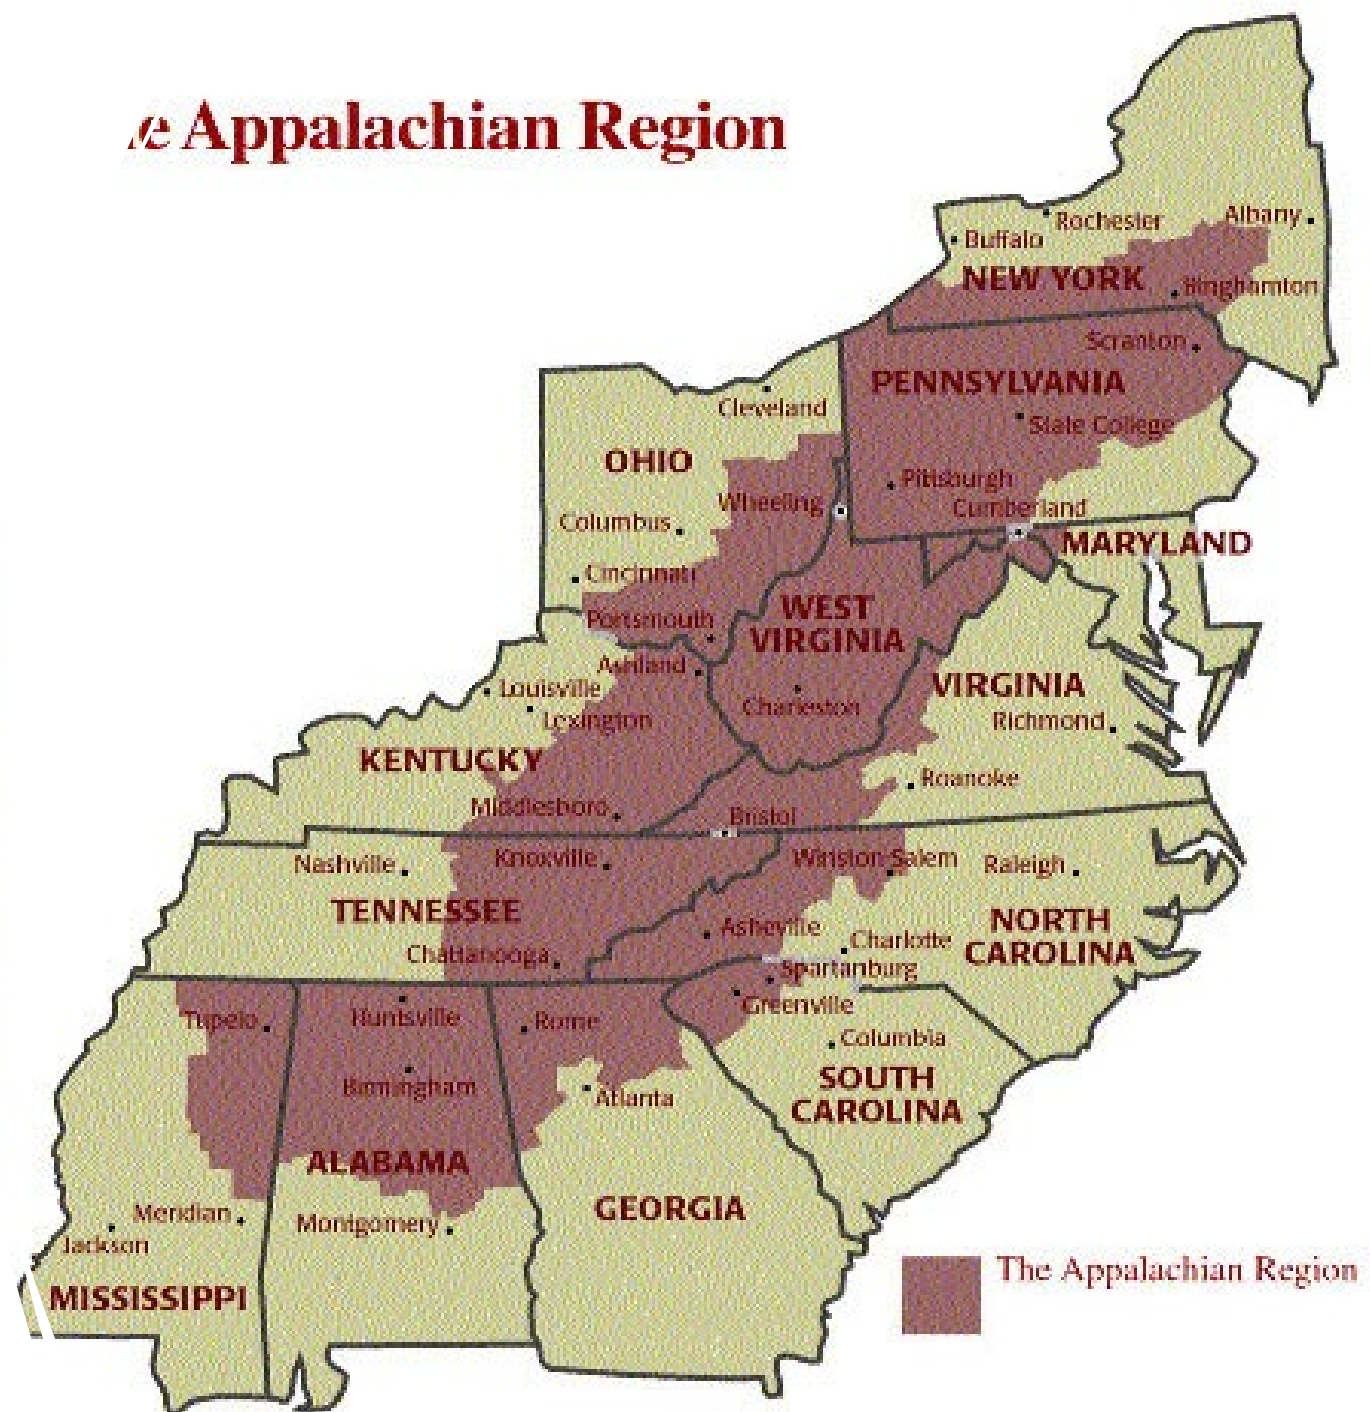 e Appalachian Region
Rochester
Albany
Buffalo
NEW YORK
Binghamton
Scranton
PENNSYLVANIA
Cleveland
State College
OHIO
Pittsburgh
Wheeling
Cumberland
Columbus
MARYLAND
Cincinnati
WEST
VIRGINIA
Portsmouth
Ashland
Louisville
VIRGINIA
Charleston
Lexington
Richmond
KENTUCKY
Roanoke
Middlesboro
Bristol
Nashville
Knoxville
Winston Salem
Raleigh
TENNESSEE
Asheville
NORTH
CAROLINA
Charlotte
Chattanooga
Spartanburg
Greenville
Tupelo
Huntsville
Rome
Columbia
Birmingham
Atlanta
SOUTH
CAROLINA
ALABAMA
GEORGIA
Meridian
Montgomery
Jackson
The Appalachian Region
MISSISSIPPI